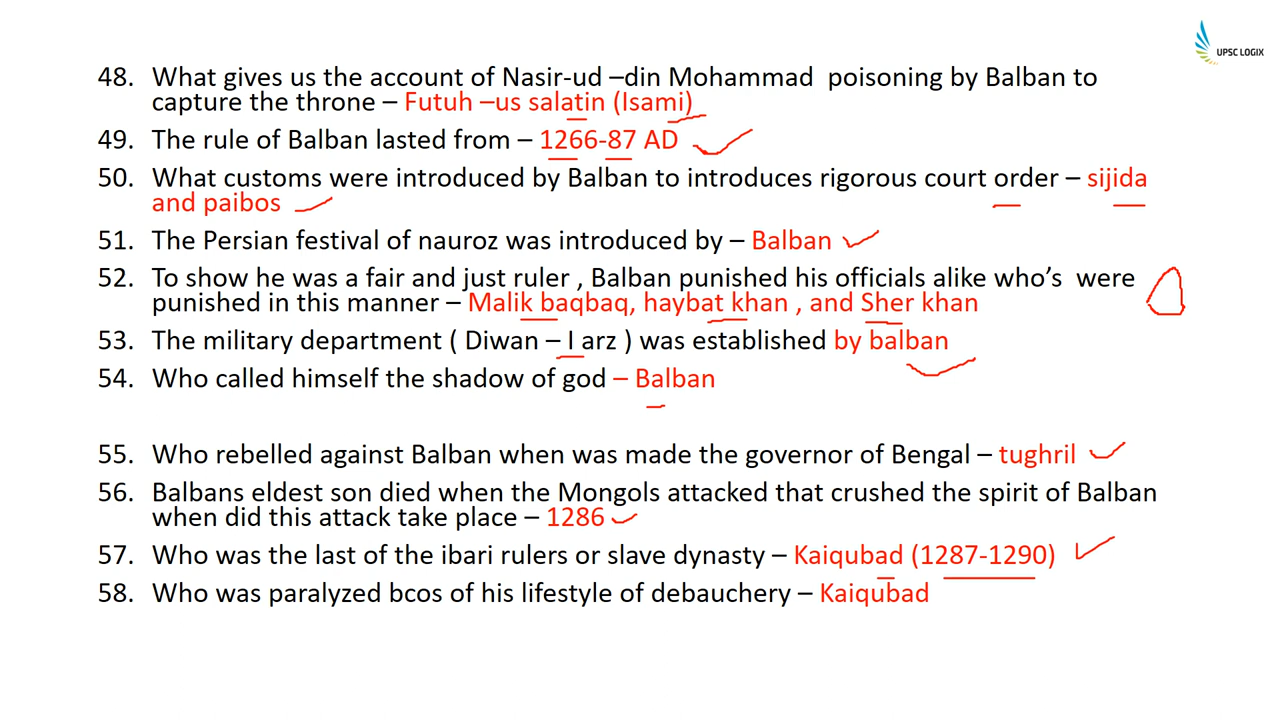 UPSC LOGIX
48. What gives us the account of Nasir-ud –din Mohammad poisoning by Balban to
capture the throne – Futuh –us salatin (Isami)
49. The rule of Balban lasted from – 1266-87 AD
50. What customs were introduced by Balban to introduces rigorous court order – sijida
and paibos
51. The Persian festival of nauroz was introduced by – Balban
52. To show he was a fair and just ruler , Balban punished his officials alike who's were
punished in this manner – Malik baqbaq, haybat khan , and Sher khan
53. The military department ( Diwan – I arz ) was established by balban
54. Who called himself the shadow of god – Balban
55. Who rebelled against Balban when was made the governor of Bengal – tughril
56. Balbans eldest son died when the Mongols attacked that crushed the spirit of Balban
when did this attack take place – 1286
57. Who was the last of the ibari rulers or slave dynasty – Kaiqubad (1287-1290)
58. Who was paralyzed bcos of his lifestyle of debauchery – Kaiqubad